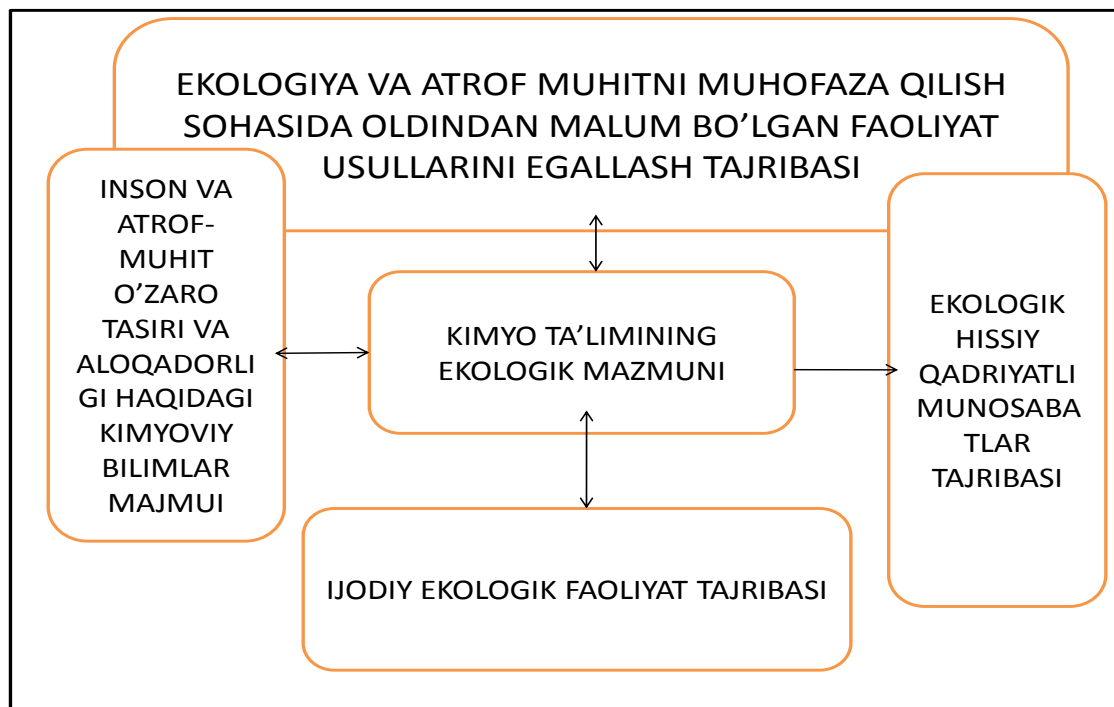 EKOLOGIYA VA ATROF MUHITNI MUHOFAZA QILISH
SOHASIDA OLDINDAN MALUM BO’LGAN FAOLIYAT
USULLARINI EGALLASH TAJRIBASI
INSON VA
ATROF-
MUHIT
O’ZARO
TASIRI VA
ALOQADORLI
GI HAQIDAGI
KIMYOVIY
BILIMLAR
MAJMUI
KIMYO TA’LIMINING
EKOLOGIK MAZMUNI
EKOLOGIK
HISSIY
QADRIYATLI
MUNOSABA
TLAR
TAJRIBASI
IJODIY EKOLOGIK FAOLIYAT TAJRIBASI